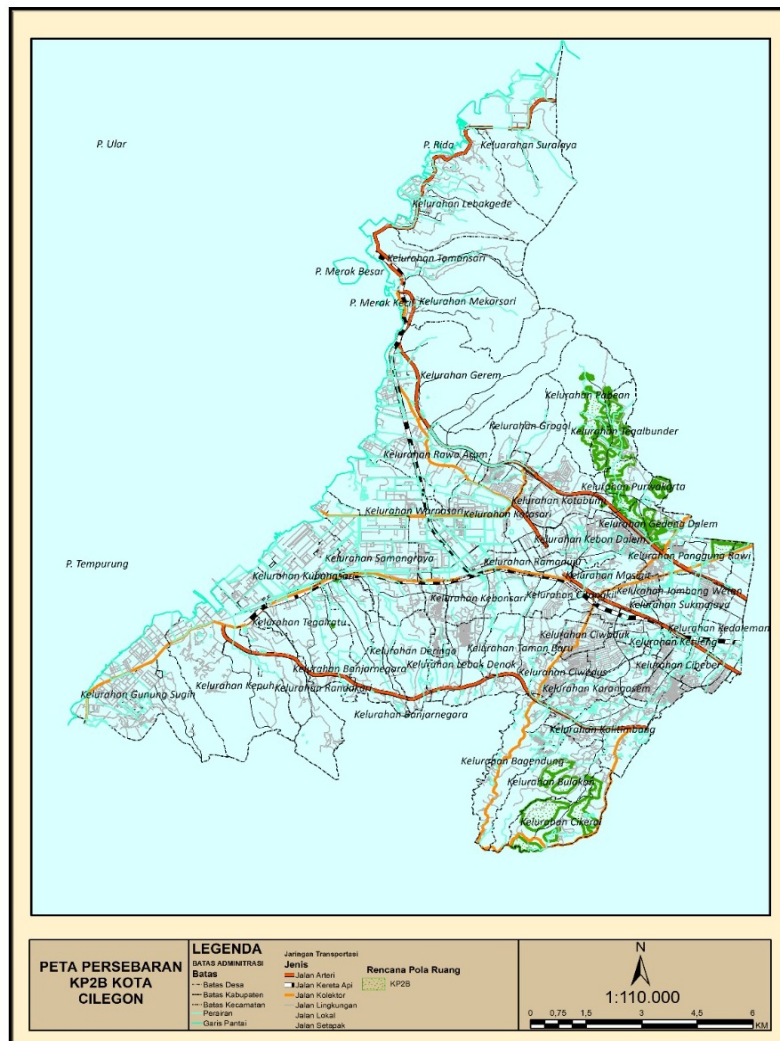 P. Ular
P. Rida
Keluarahan Suralaya
Kelurahan Lebakgede
Kelurahan Tamansari
P. Merak Besar
P. Merak Kecil
Kelurahan Mekarsari
Kelurahan Gerem
Kelurahan Pabean
Kelurahan Grogol
Kelurahan Tegalbunder
Kelurahan Rawa Arum
Kelurahan Purwakarta
Kelurahan Kotabumi
Kelurahan Warnasari
Kelurahan Kotasari
Kelurahan Gedong Dalem
Kelurahan Kebon Dalem
P. Tempurung
Kelurahan Samangraya
Kelurahan Ramanuju
Kelurahan Panggung Rawi
Kelurahan Kubangsari
Kelurahan Masigit
Kelurahan Kebonsari
Kelurahan Jombang Wetan
Kelurahan Sukmajaya
Kelurahan Tegalratu
Kelurahan Kedaleman
Kelurahan Ciwaduk
Kelurahan Ketileng
Kelurahan Deringo
Kelurahan Taman Baru
Kelurahan Banjarnegara
Kelurahan Lebak Denok
Kelurahan Cibeber
Kelurahan Gunung Sugih
Kelurahan Kepuh
Kelurahan Randakari
Kelurahan Karangasem
Kelurahan Banjarnegara
Kelurahan Kalitimbang
Kelurahan Bagendung
Kelurahan Bulakan
Kelurahan Cikerai
PETA PERSEBARAN
KP2B KOTA
CILEGON
LEGENDA
BATAS ADMINITRASI
Batas
Batas Desa
Batas Kabupaten
Batas Kecamatan
Perairan
Garis Pantai
Jaringan Transportasi
Jenis
Jalan Arteri
Jalan Kereta Api
Jalan Kolektor
Jalan Lingkungan
Jalan Lokal
Jalan Setapak
Rencana Pola Ruang
KP2B
N
1:110.000
0 0,75 1,5 3 4,5 6
KM